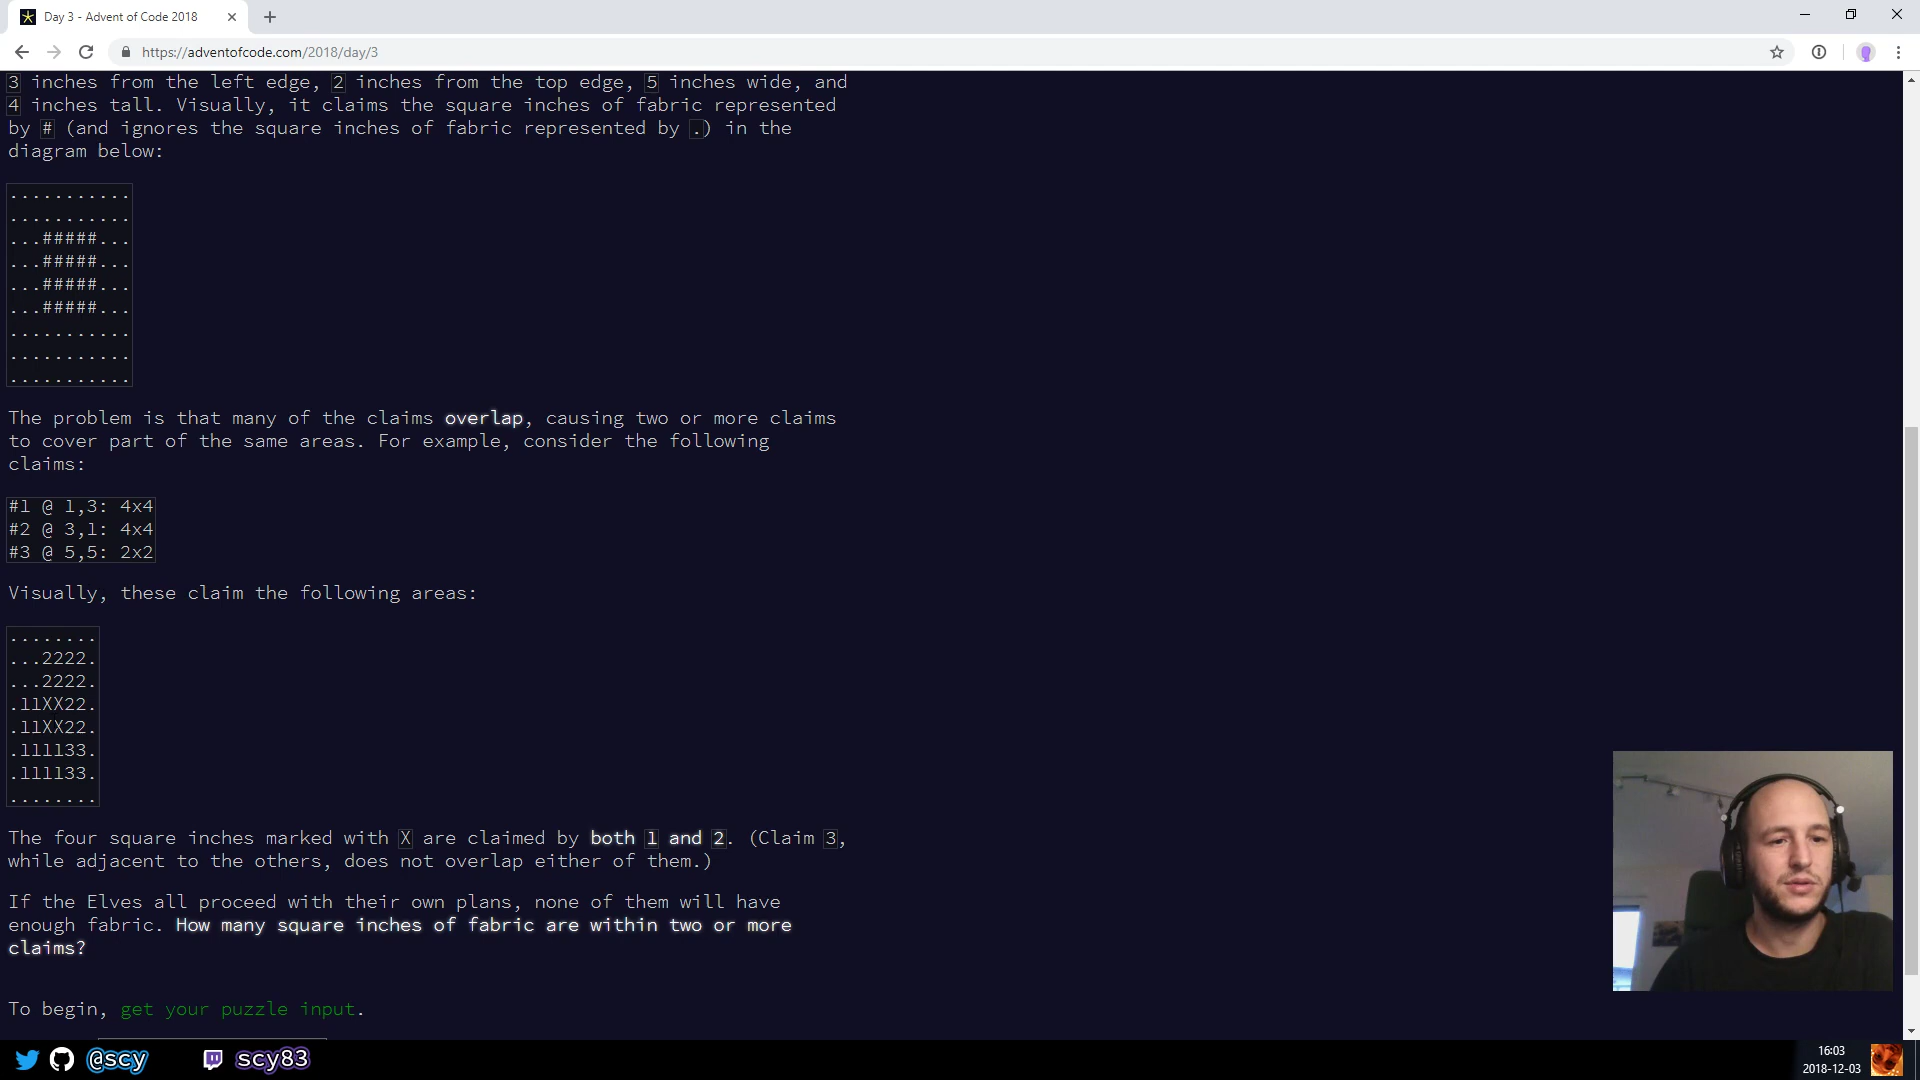 Day 3 - Advent of Code 2018
https://adventofcode.com/2018/day/3
3 inches from the left edge, 2 inches from the top edge, 5 inches wide, and
4 inches tall. Visually, it claims the square inches of fabric represented
by # (and ignores the square inches of fabric represented by .) in the
diagram below:
...........
...........
...#####...
...#####...
...#####...
...#####...
...........
...........
...........
The problem is that many of the claims overlap, causing two or more claims
to cover part of the same areas. For example, consider the following
claims:
#1 @ 1,3: 4x4
#2 @ 3,1: 4x4
#3 @ 5,5: 2x2
Visually, these claim the following areas:
........
...2222.
...2222.
.11XX22.
.11XX22.
.111133.
.111133.
........
The four square inches marked with X are claimed by both 1 and 2. (Claim 3,
while adjacent to the others, does not overlap either of them.)
If the Elves all proceed with their own plans, none of them will have
enough fabric. How many square inches of fabric are within two or more
claims?
To begin, get your puzzle input.
@scy scy83
16:03
2018-12-03